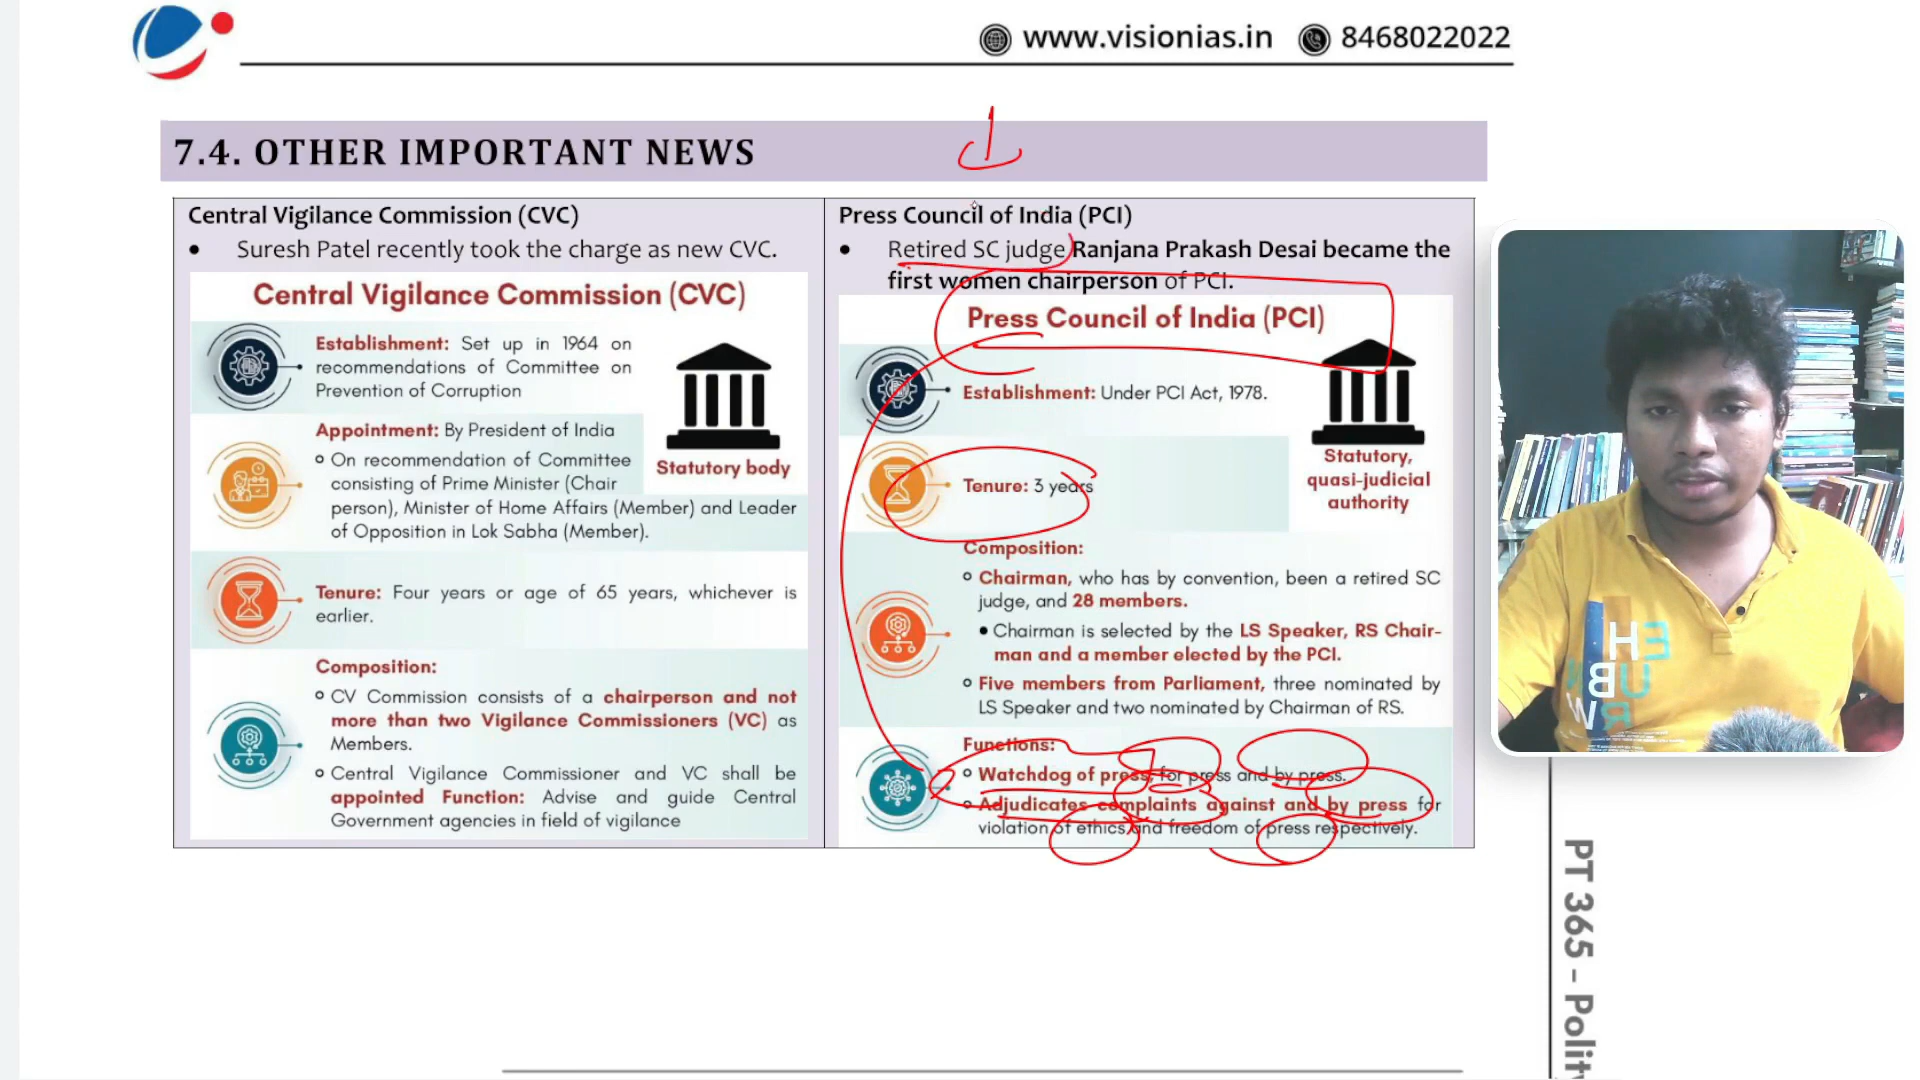 www.visionias.in 8468022022
7.4. OTHER IMPORTANT NEWS
Central Vigilance Commission (CVC)
• Suresh Patel recently took the charge as new CVC.
Central Vigilance Commission (CVC)
Establishment: Set up in 1964 on
recommendations of Committee on
Prevention of Corruption
Appointment: By President of India
On recommendation of Committee
consisting of Prime Minister (Chair
person), Minister of Home Affairs (Member) and Leader
of Opposition in Lok Sabha (Member).
Statutory body
Tenure: Four years or age of 65 years, whichever is
earlier.
Composition:
CV Commission consists of a chairperson and not
more than two Vigilance Commissioners (VC) as
Members.
Central Vigilance Commissioner and VC shall be
appointed Function: Advise and guide Central
Government agencies in field of vigilance
Press Council of India (PCI)
• Retired SC judge Ranjana Prakash Desai became the
first women chairperson of PCI.
Press Council of India (PCI)
Establishment: Under PCI Act, 1978.
Statutory,
quasi-judicial
authority
Tenure: 3 years
Composition:
Chairman, who has by convention, been a retired SC
judge, and 28 members.
• Chairman is selected by the LS Speaker, RS Chair-
man and a member elected by the PCI.
Five members from Parliament, three nominated by
LS Speaker and two nominated by Chairman of RS.
Functions:
Watchdog of press, for press and by press.
Adjudicates complaints against and by press for
violation of ethics and freedom of press respectively.
PT 365 - Polit